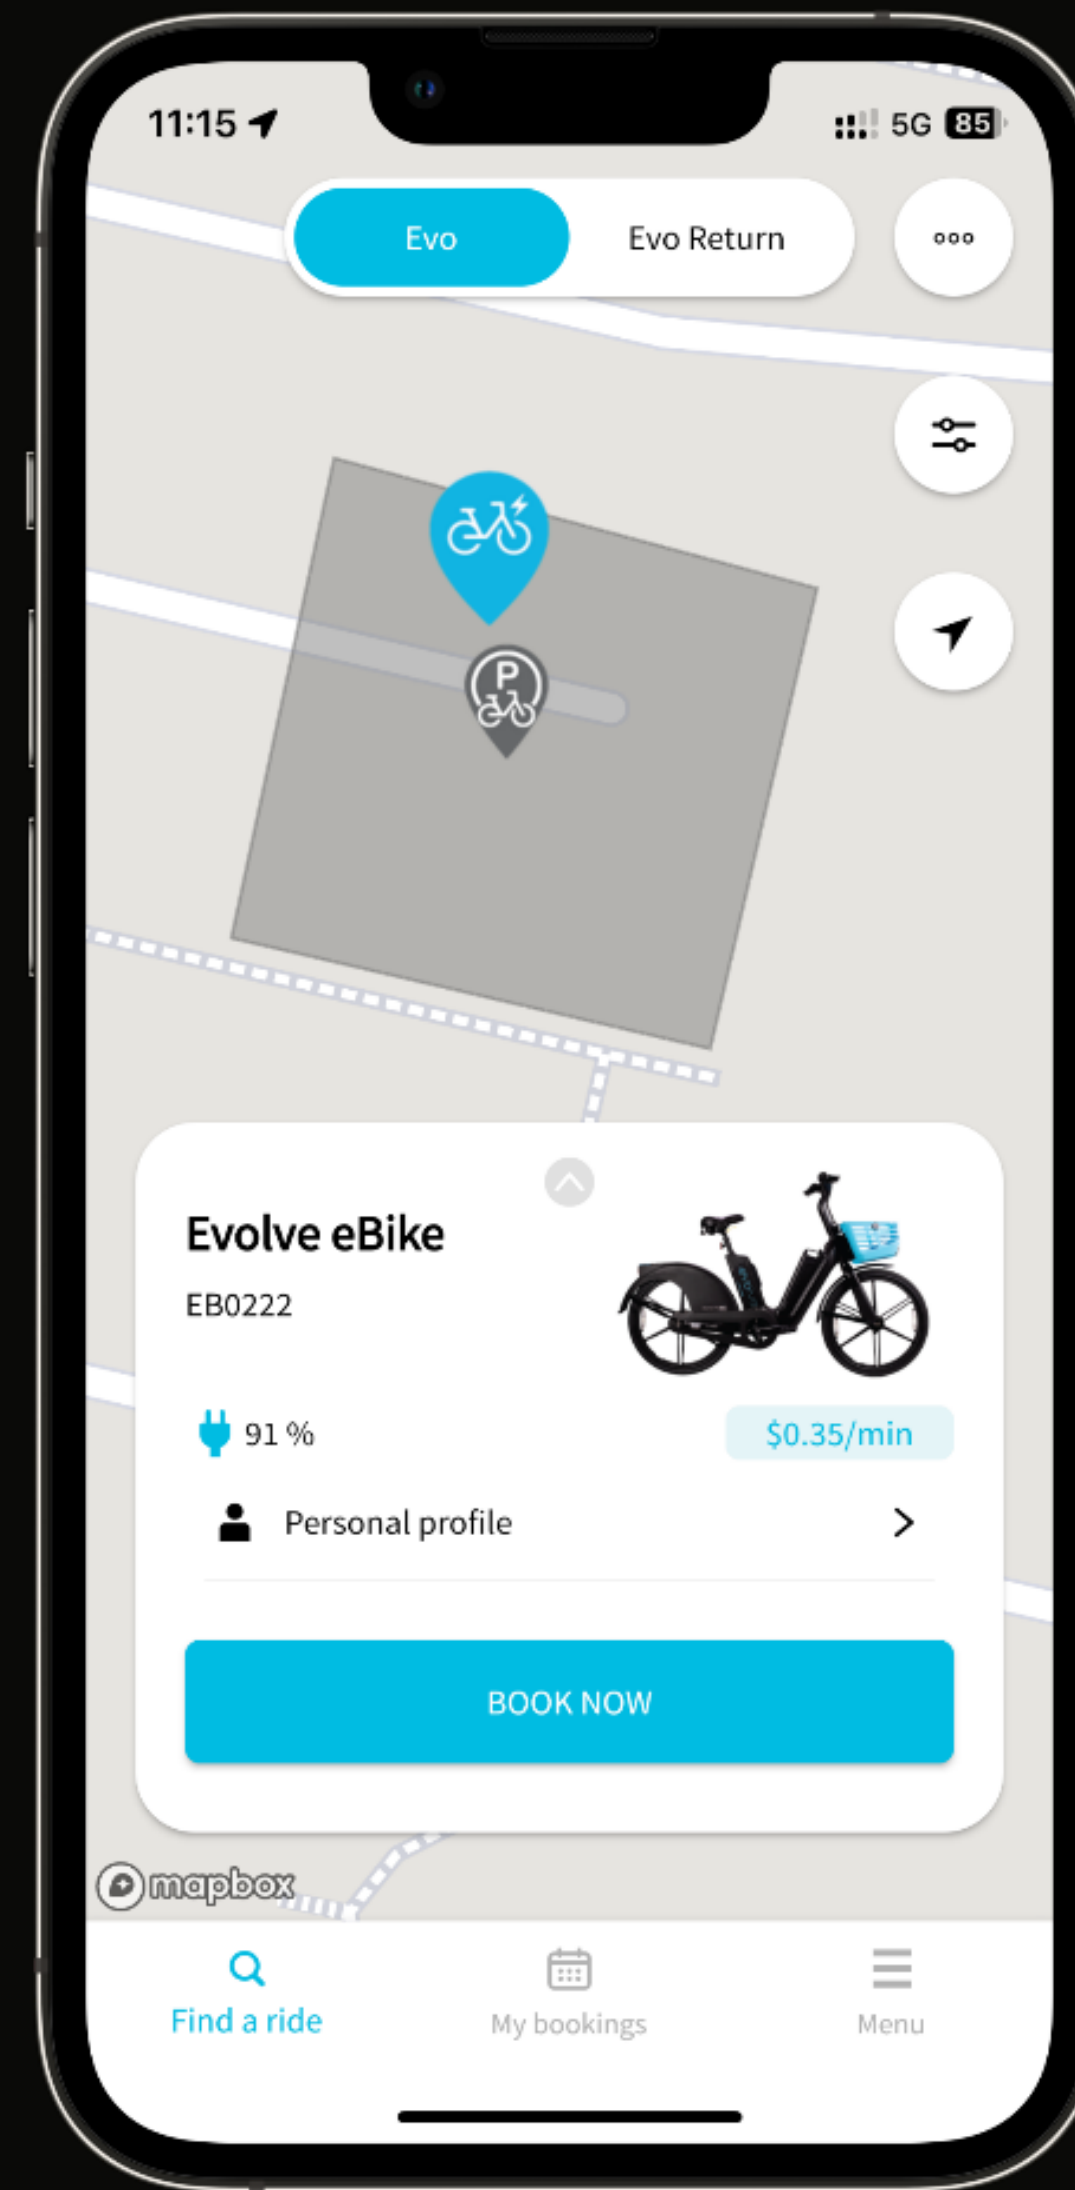 11:15
5G 85
Evo
Evo Return
P
Evolve eBike
EB0222
91 %
$0.35/min
Personal profile
BOOK NOW
mapbox
Find a ride
My bookings
Menu